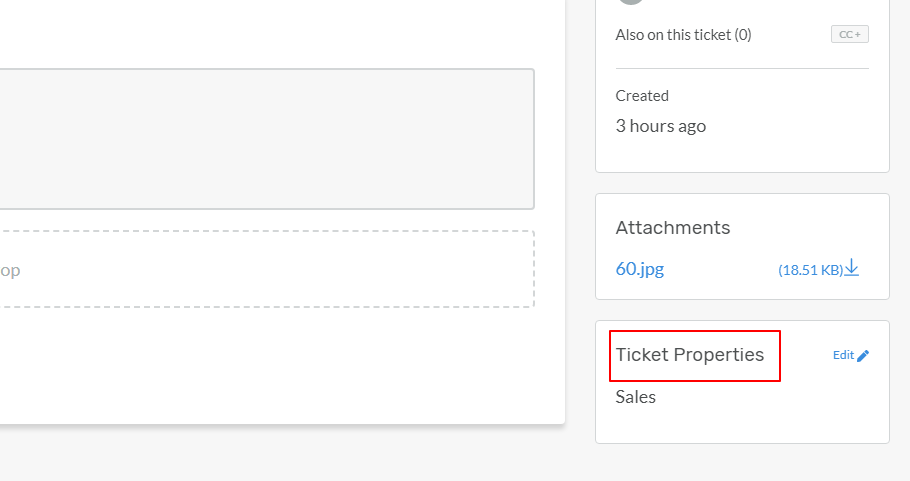 Also on this ticket (0)
CC+
Created
3 hours ago
op
Attachments
60.jpg
(18.51 KB)
Ticket Properties
Edit
Sales